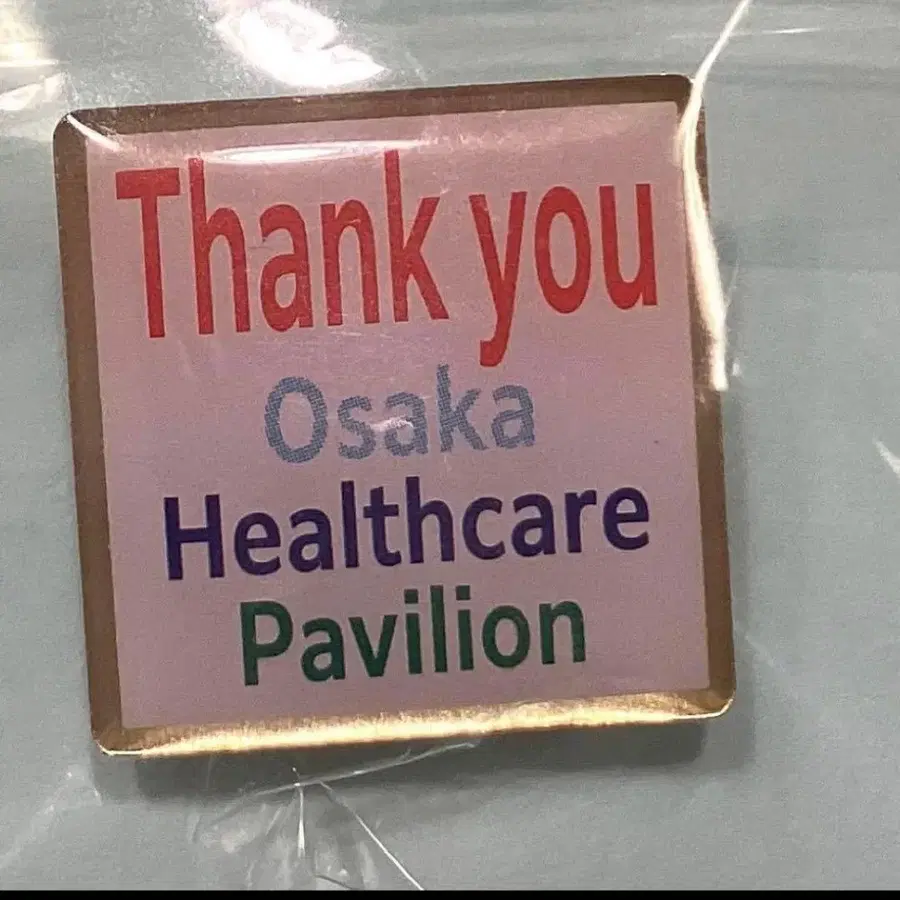 Thank you
Osaka
Healthcare
Pavilion